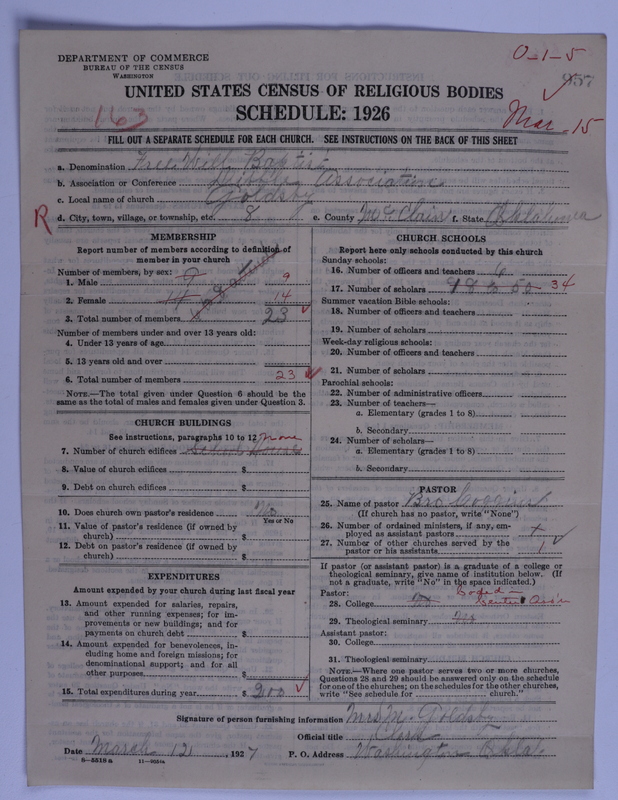 DEPARTMENT OF COMMERCE
BUREAU OF THE CENSUS
WASHINGTON
0-1-5
957
UNITED STATES CENSUS OF RELIGIOUS BODIES
163
SCHEDULE: 1926
Mar 15
FILL OUT A SEPARATE SCHEDULE FOR EACH CHURCH. SEE INSTRUCTIONS ON THE BACK OF THIS SHEET
a. Denomination Free Will Baptist
b. Association or Conference Association
c. Local name of church Goldsby
R
d. City, town, village, or township, etc. 8 e. County McClain f. State Oklahoma
MEMBERSHIP
Report number of members according to definition of member in your church
Number of members, by sex:
1. Male 9 9
2. Female 14 14
3. Total number of members 23
Number of members under and over 13 years old:
4. Under 13 years of age
5. 13 years old and over
6. Total number of members 23
NOTE.—The total given under Question 6 should be the same as the total of males and females given under Question 3.
CHURCH BUILDINGS
See instructions, paragraphs 10 to 12 none
7. Number of church edifices School House
8. Value of church edifices $
9. Debt on church edifices $
10. Does church own pastor's residence No
Yes or No
11. Value of pastor's residence (if owned by church) $
12. Debt on pastor's residence (if owned by church) $
EXPENDITURES
Amount expended by your church during last fiscal year
13. Amount expended for salaries, repairs, and other running expenses; for improvements or new buildings; and for payments on church debt $
14. Amount expended for benevolences, including home and foreign missions; for denominational support; and for all other purposes $
15. Total expenditures during year $ 200
CHURCH SCHOOLS
Report here only schools conducted by this church
Sunday schools:
16. Number of officers and teachers 6
17. Number of scholars 18 to 50 34
Summer vacation Bible schools:
18. Number of officers and teachers
19. Number of scholars
Week-day religious schools:
20. Number of officers and teachers
21. Number of scholars
Parochial schools:
22. Number of administrative officers
23. Number of teachers—
a. Elementary (grades 1 to 8)
b. Secondary
24. Number of scholars—
a. Elementary (grades 1 to 8)
b. Secondary
PASTOR
25. Name of pastor Bro
(If church has no pastor, write "None")
26. Number of ordained ministers, if any, employed as assistant pastors
27. Number of other churches served by the pastor or his assistants 1
If pastor (or assistant pastor) is a graduate of a college or theological seminary, give name of institution below. (If not a graduate, write "No" in the space indicated.)
Pastor:
28. College no
29. Theological seminary no
Assistant pastor:
30. College
31. Theological seminary
NOTE.—Where one pastor serves two or more churches, Questions 28 and 29 should be answered only on the schedule for one of the churches; on the schedules for the other churches, write "See schedule for church."
Signature of person furnishing information Mrs. M. Goldsby
Official title Clerk
Date March 12, 1927 P. O. Address Washington Okla
8-5518a 11-9054a